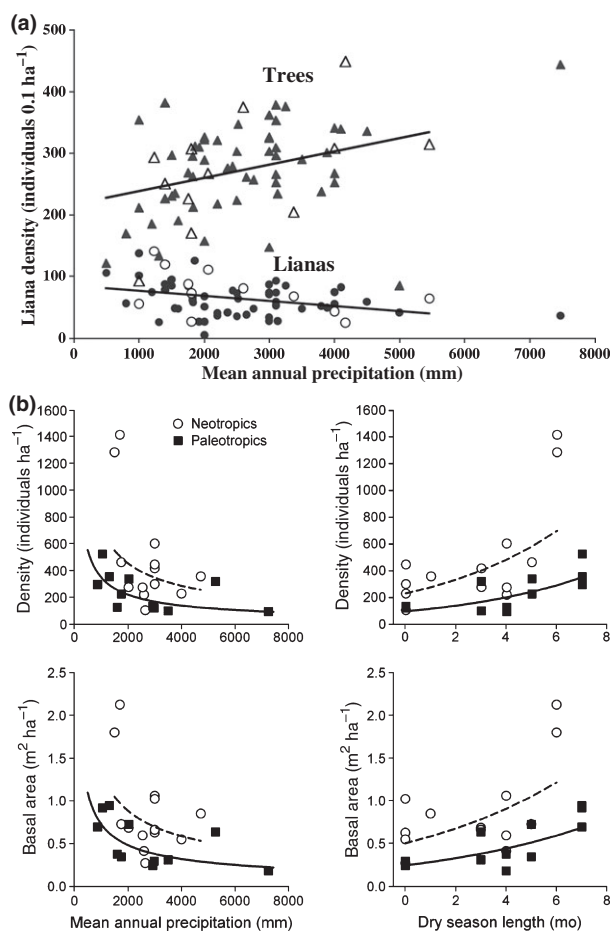 (a)
500
400
300
200
100
0
Liana density (individuals 0.1 ha⁻¹)
Trees
Lianas
0 1000 2000 3000 4000 5000 6000 7000 8000
Mean annual precipitation (mm)
(b)
1600
1400
1200
1000
800
600
400
200
0
Density (individuals ha⁻¹)
Neotropics
Paleotropics
0 2000 4000 6000 8000
1600
1400
1200
1000
800
600
400
200
0
Density (individuals ha⁻¹)
0 2 4 6 8
2.5
2.0
1.5
1.0
0.5
0.0
Basal area (m² ha⁻¹)
0 2000 4000 6000 8000
Mean annual precipitation (mm)
2.5
2.0
1.5
1.0
0.5
0.0
Basal area (m² ha⁻¹)
0 2 4 6 8
Dry season length (mo)